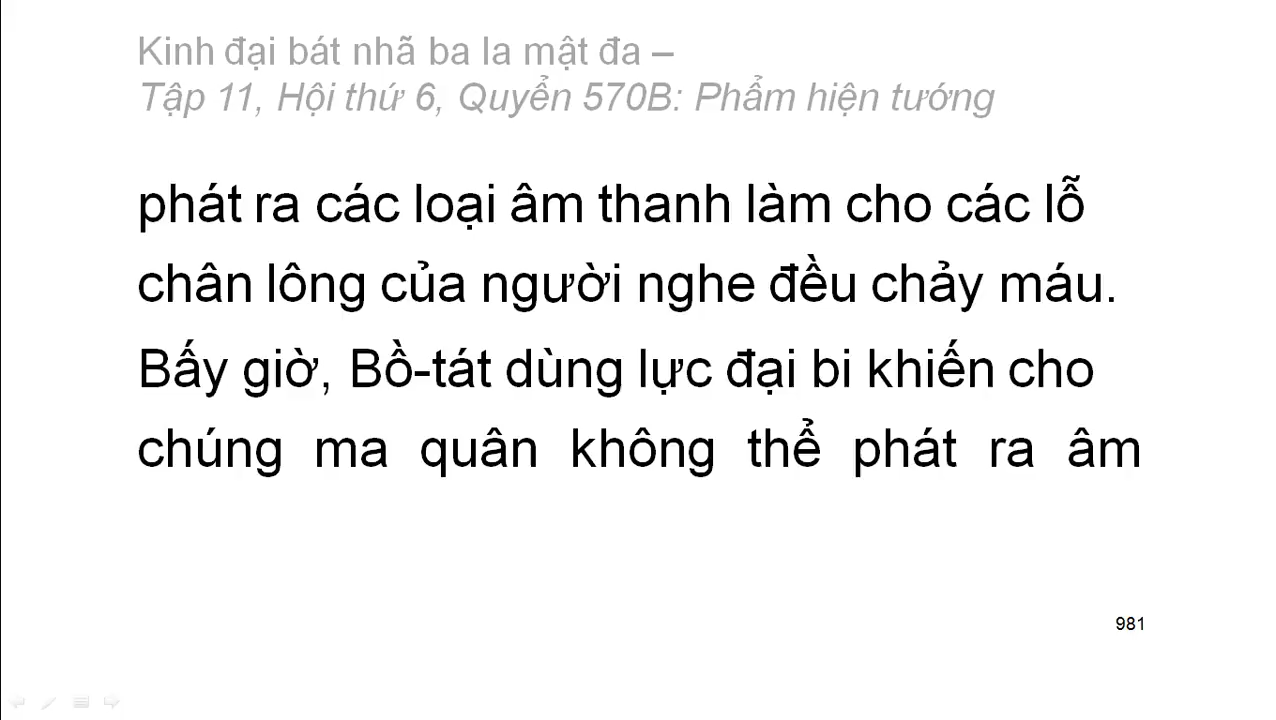 Kinh đại bát nhã ba la mật đa –
Tập 11, Hội thứ 6, Quyển 570B: Phẩm hiện tướng
phát ra các loại âm thanh làm cho các lỗ
chân lông của người nghe đều chảy máu.
Bấy giờ, Bồ-tát dùng lực đại bi khiến cho
chúng ma quân không thể phát ra âm
981